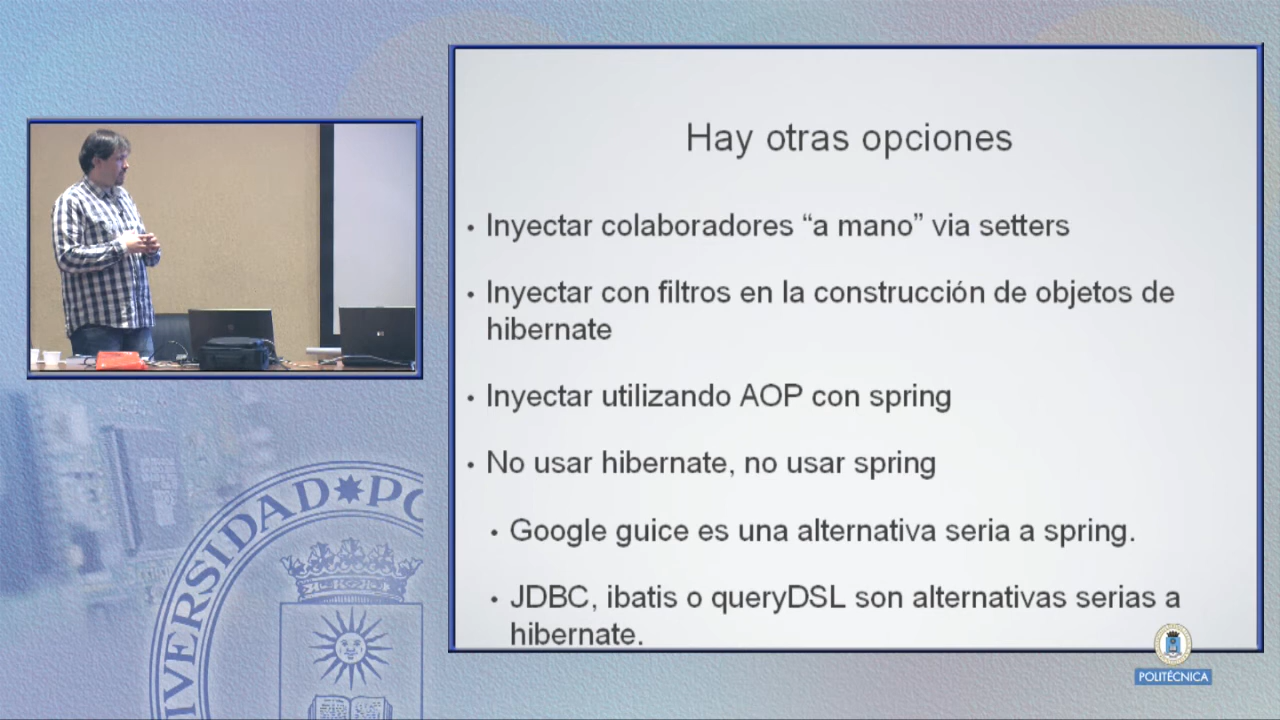 Hay otras opciones
• Inyectar colaboradores “a mano” via setters
• Inyectar con filtros en la construcción de objetos de
hibernate
• Inyectar utilizando AOP con spring
• No usar hibernate, no usar spring
• Google guice es una alternativa seria a spring.
• JDBC, ibatis o queryDSL son alternativas serias a
hibernate.
VERSIDAD PO
POLITÉCNICA